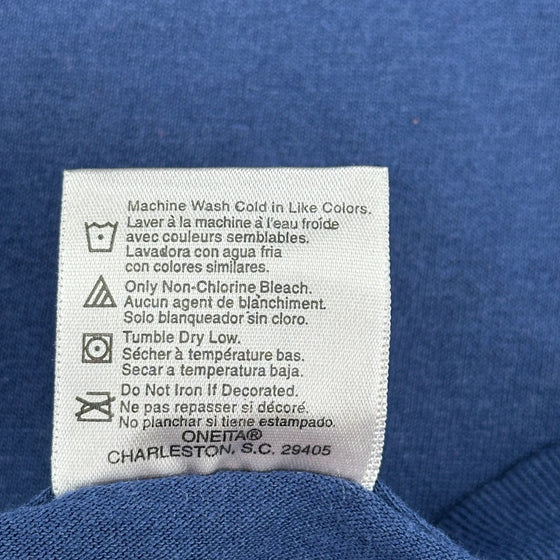 Machine Wash Cold in Like Colors.
Laver à la machine à l'eau froide
avec couleurs semblables.
Lavadora con agua fria
con colores similares.
Only Non-Chlorine Bleach.
Aucun agent de blanchiment.
Solo blanqueador sin cloro.
Tumble Dry Low.
Sécher à température bas.
Secar a temperatura baja.
Do Not Iron If Decorated.
Ne pas repasser si décoré.
No planchar si tiene estampado.
ONEITA®
CHARLESTON, S.C. 29405